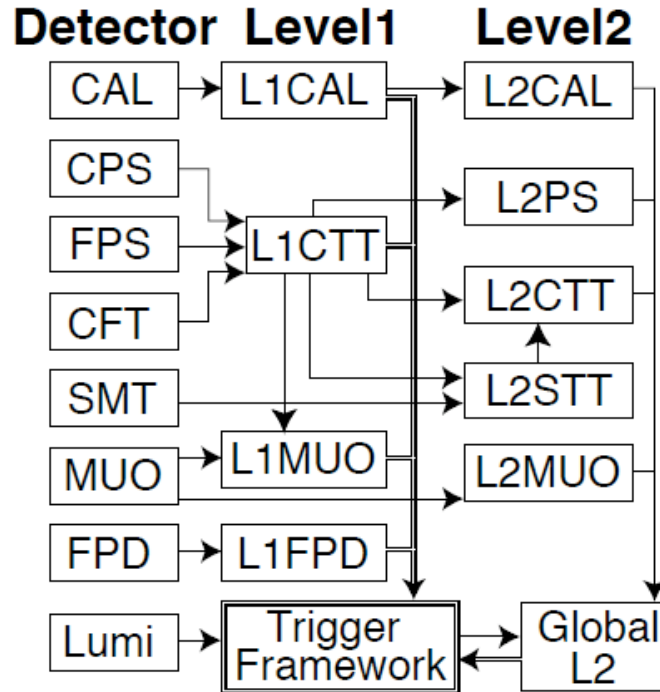 Detector Level1 Level2
CAL L1CAL L2CAL
CPS
L2PS
FPS L1CTT
CFT L2CTT
SMT L2STT
MUO L1MUO L2MUO
FPD L1FPD
Lumi Trigger Global
Framework L2